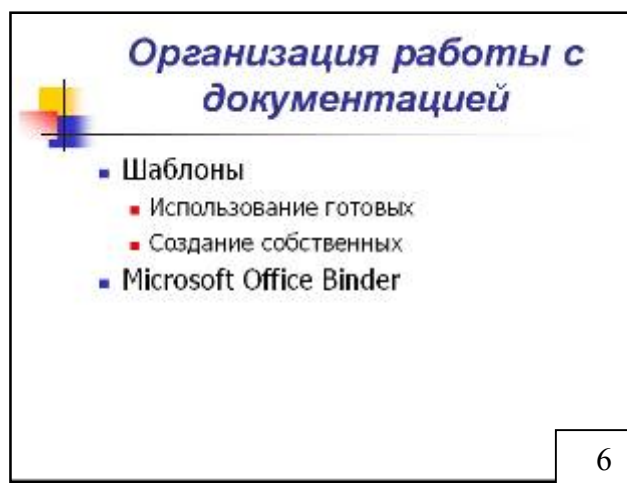 Организация работы с
документацией
Шаблоны
Использование готовых
Создание собственных
Microsoft Office Binder
6